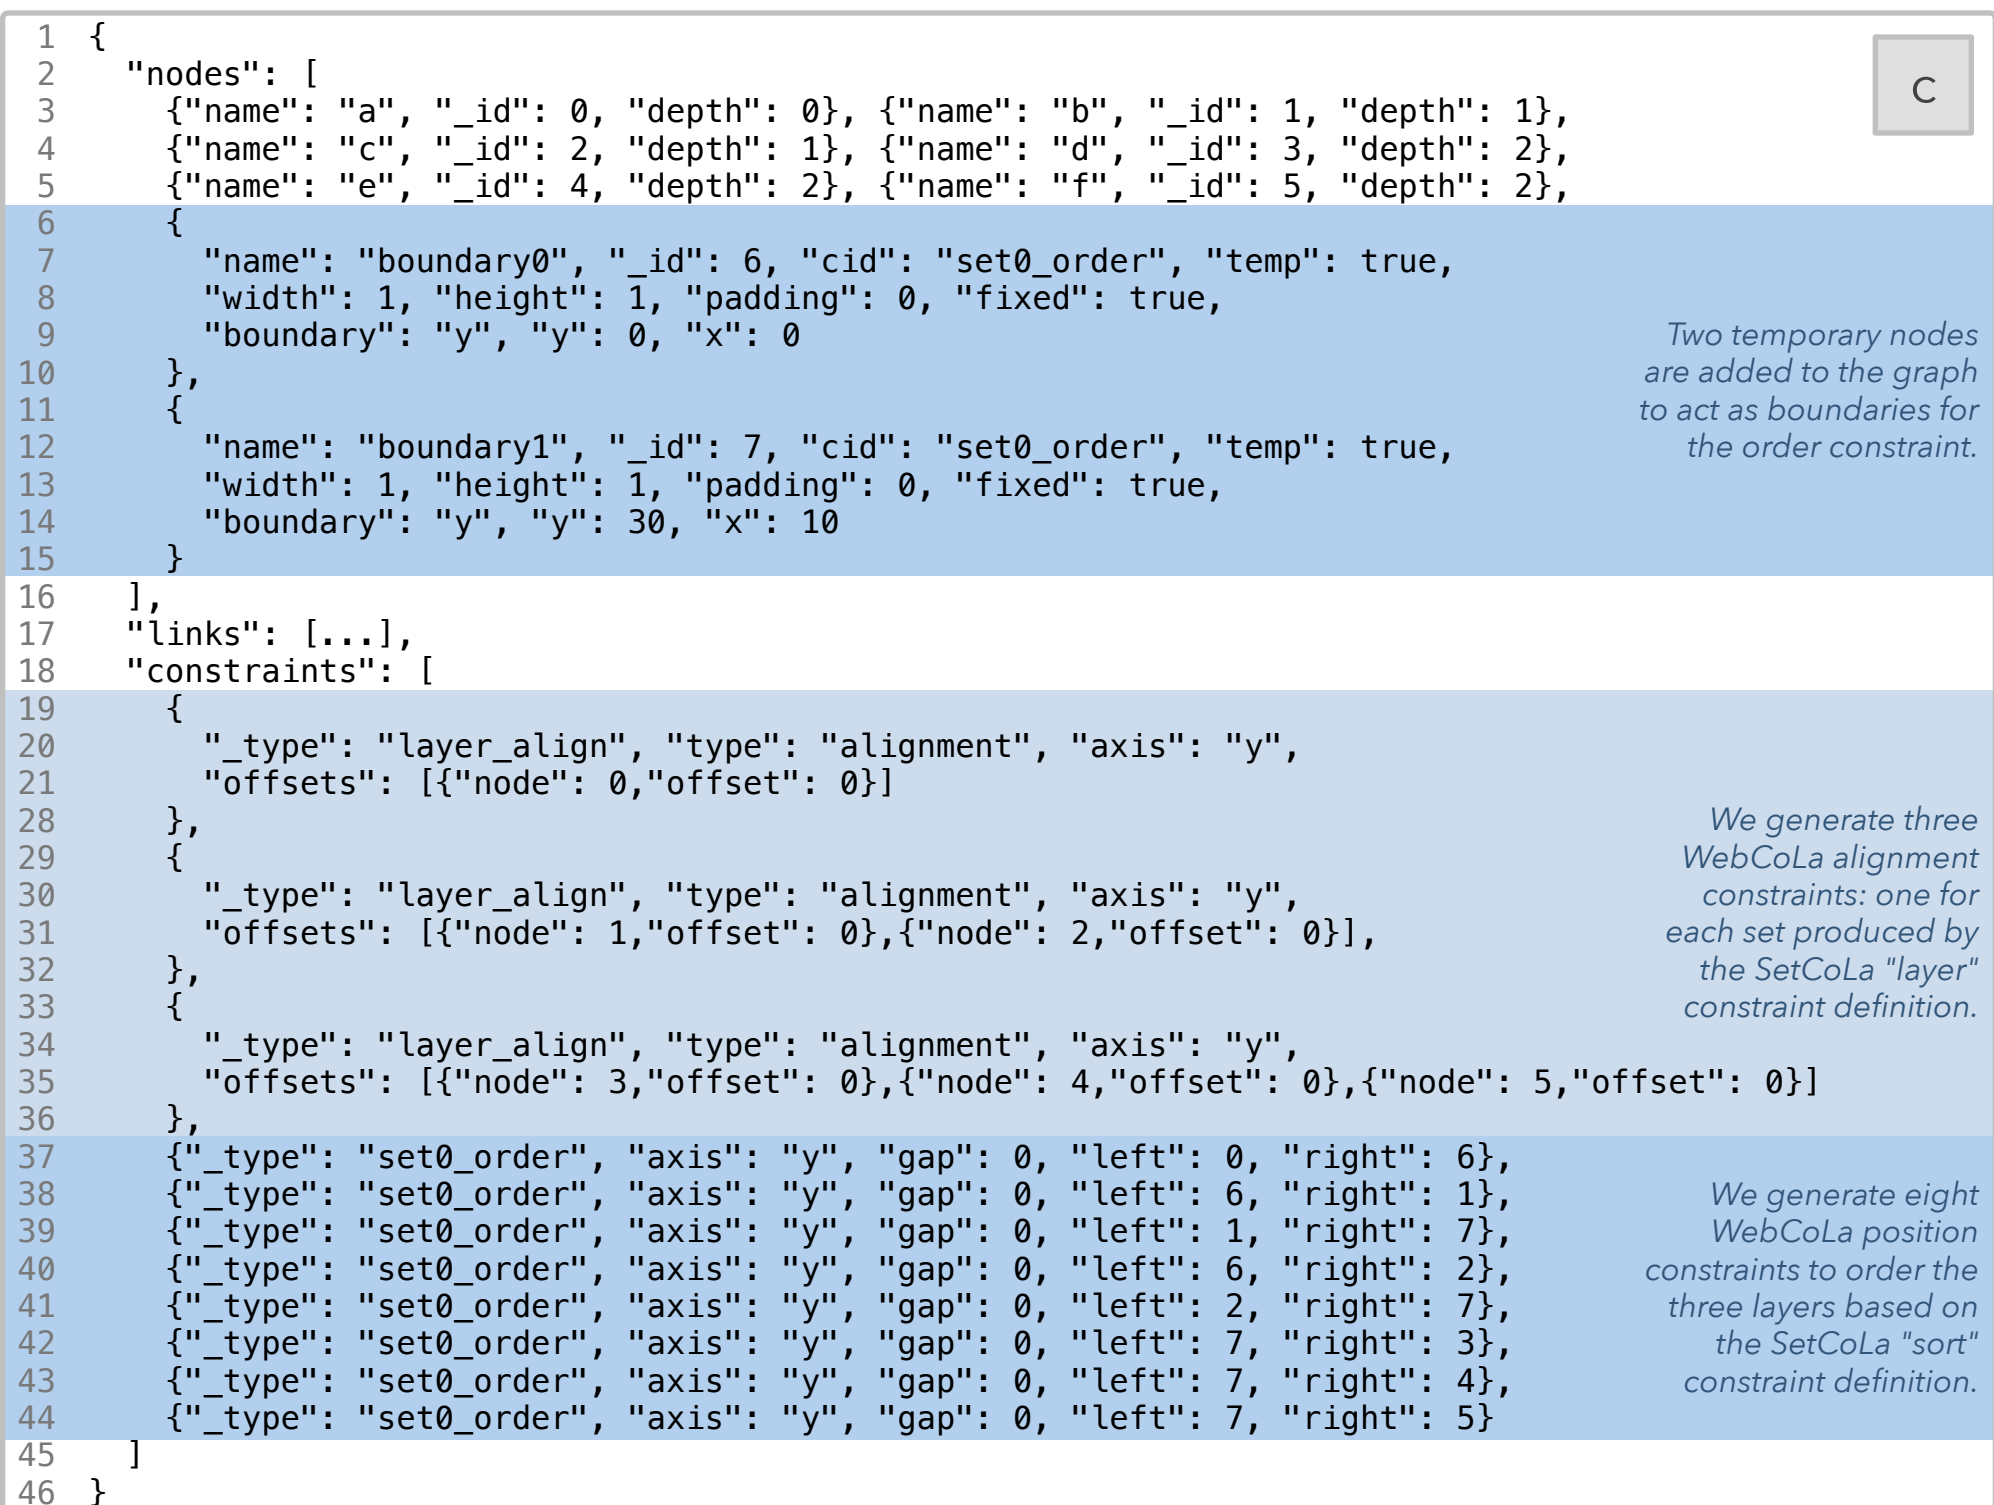 1 {
C
2 "nodes": [
3 {"name": "a", "_id": 0, "depth": 0}, {"name": "b", "_id": 1, "depth": 1},
4 {"name": "c", "_id": 2, "depth": 1}, {"name": "d", "_id": 3, "depth": 2},
5 {"name": "e", "_id": 4, "depth": 2}, {"name": "f", "_id": 5, "depth": 2},
6 {
7 "name": "boundary0", "_id": 6, "cid": "set0_order", "temp": true,
8 "width": 1, "height": 1, "padding": 0, "fixed": true,
9 "boundary": "y", "y": 0, "x": 0
10 },
11 {
12 "name": "boundary1", "_id": 7, "cid": "set0_order", "temp": true,
13 "width": 1, "height": 1, "padding": 0, "fixed": true,
14 "boundary": "y", "y": 30, "x": 10
15 }
Two temporary nodes
are added to the graph
to act as boundaries for
the order constraint.
16 ],
17 "links": [...],
18 "constraints": [
19 {
20 "_type": "layer_align", "type": "alignment", "axis": "y",
21 "offsets": [{"node": 0,"offset": 0}]
28 },
29 {
30 "_type": "layer_align", "type": "alignment", "axis": "y",
31 "offsets": [{"node": 1,"offset": 0},{"node": 2,"offset": 0}],
32 },
33 {
34 "_type": "layer_align", "type": "alignment", "axis": "y",
35 "offsets": [{"node": 3,"offset": 0},{"node": 4,"offset": 0},{"node": 5,"offset": 0}]
36 },
We generate three
WebCoLa alignment
constraints: one for
each set produced by
the SetCoLa "layer"
constraint definition.
37 {"_type": "set0_order", "axis": "y", "gap": 0, "left": 0, "right": 6},
38 {"_type": "set0_order", "axis": "y", "gap": 0, "left": 6, "right": 1},
39 {"_type": "set0_order", "axis": "y", "gap": 0, "left": 1, "right": 7},
40 {"_type": "set0_order", "axis": "y", "gap": 0, "left": 6, "right": 2},
41 {"_type": "set0_order", "axis": "y", "gap": 0, "left": 2, "right": 7},
42 {"_type": "set0_order", "axis": "y", "gap": 0, "left": 7, "right": 3},
43 {"_type": "set0_order", "axis": "y", "gap": 0, "left": 7, "right": 4},
44 {"_type": "set0_order", "axis": "y", "gap": 0, "left": 7, "right": 5}
We generate eight
WebCoLa position
constraints to order the
three layers based on
the SetCoLa "sort"
constraint definition.
45 ]
46 }